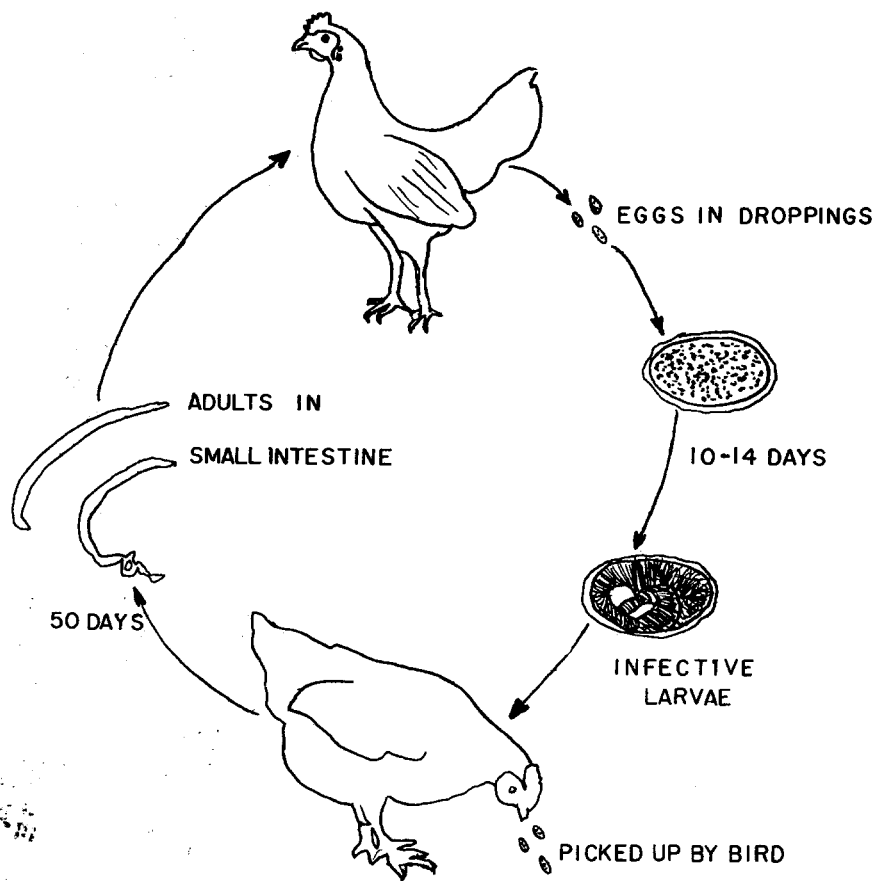 EGGS IN DROPPINGS
10-14 DAYS
INFECTIVE
LARVAE
PICKED UP BY BIRD
50 DAYS
ADULTS IN
SMALL INTESTINE